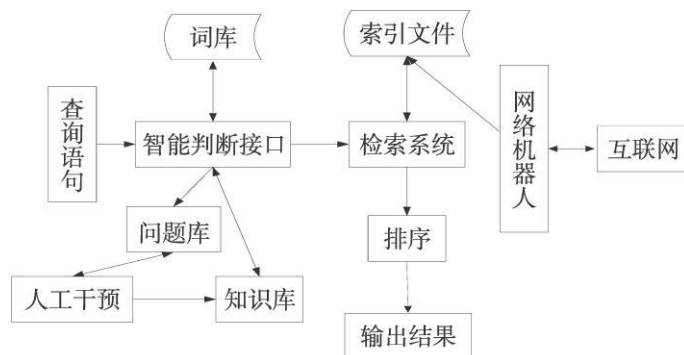 词库
索引文件
查询语句
智能判断接口
检索系统
网络机器人
互联网
问题库
排序
人工干预
知识库
输出结果